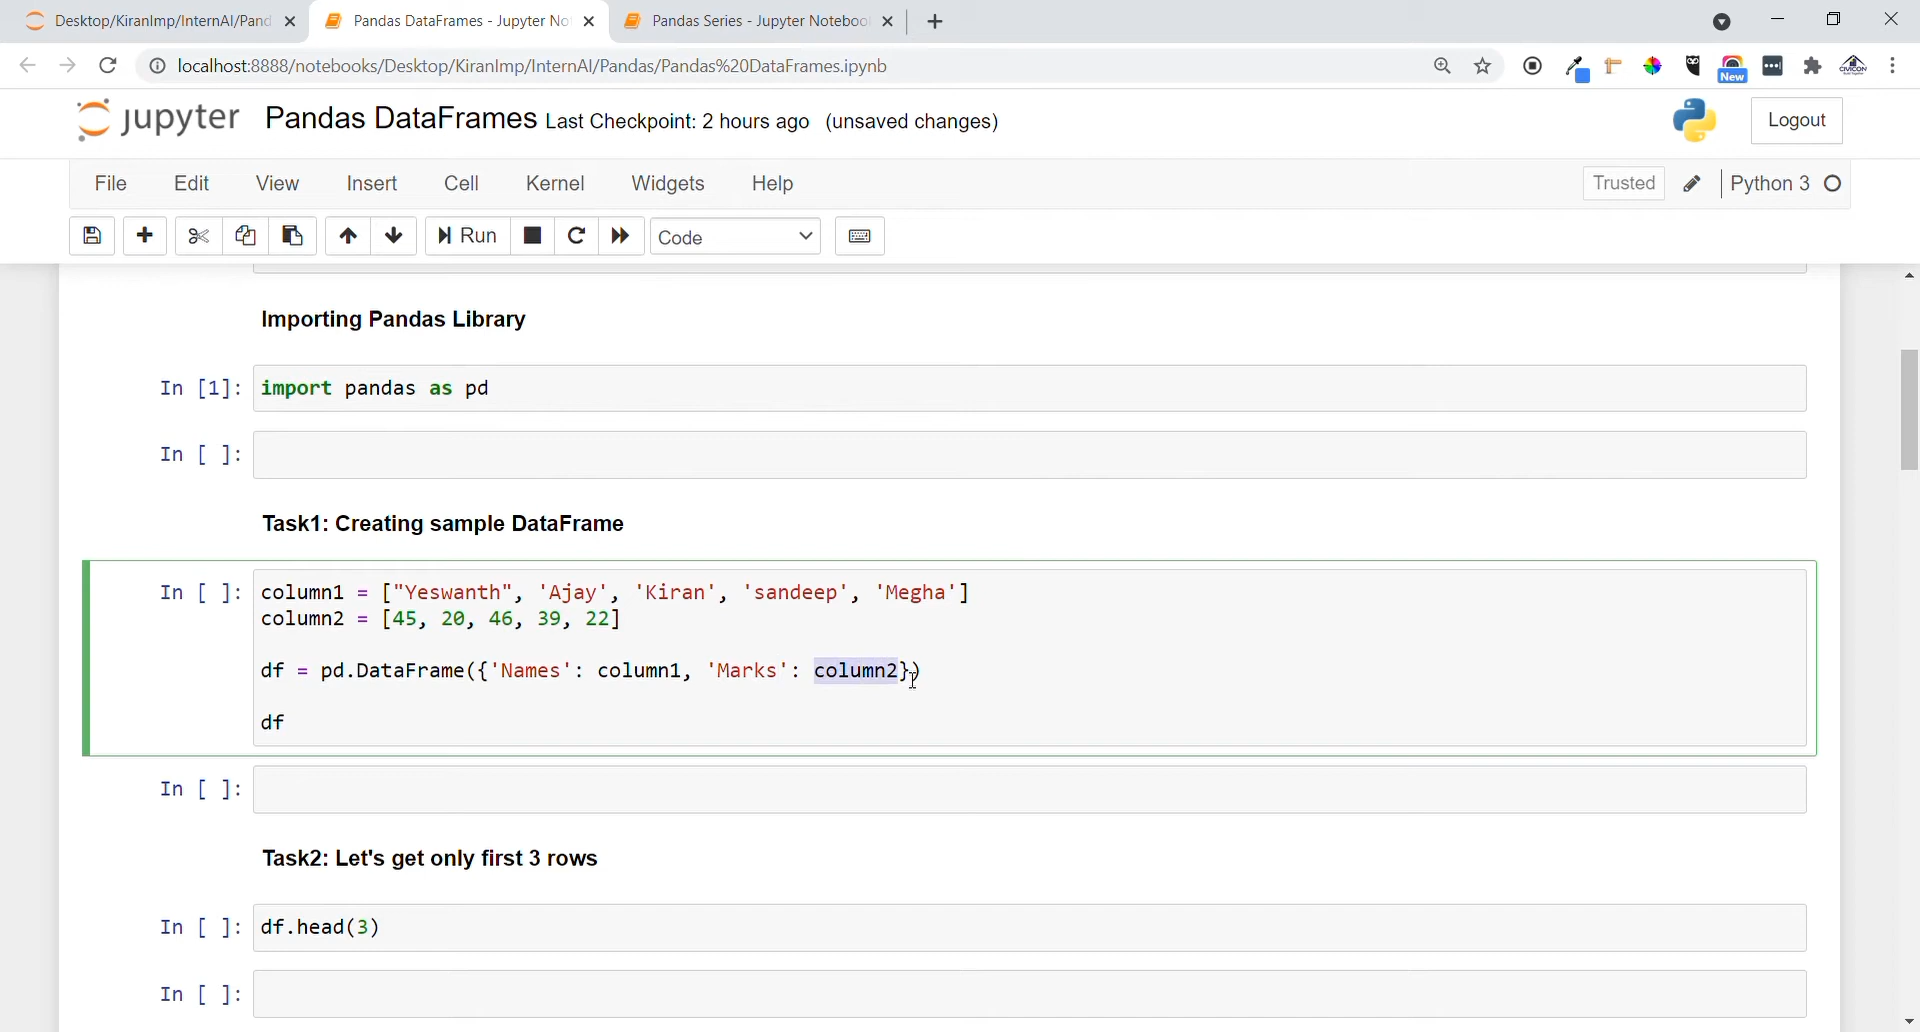 Desktop/KiranImp/InternAI/Pand
Pandas DataFrames - Jupyter No
Pandas Series - Jupyter Noteboo
localhost:8888/notebooks/Desktop/KiranImp/InternAI/Pandas/Pandas%20DataFrames.ipynb
New
CIVICON
jupyter Pandas DataFrames Last Checkpoint: 2 hours ago (unsaved changes)
Logout
File Edit View Insert Cell Kernel Widgets Help
Trusted Python 3
Run Code
Importing Pandas Library
In [1]: import pandas as pd
In [ ]:
Task1: Creating sample DataFrame
In [ ]: column1 = ["Yeswanth", 'Ajay', 'Kiran', 'sandeep', 'Megha']
column2 = [45, 20, 46, 39, 22]
df = pd.DataFrame({'Names': column1, 'Marks': column2})
df
In [ ]:
Task2: Let's get only first 3 rows
In [ ]: df.head(3)
In [ ]: